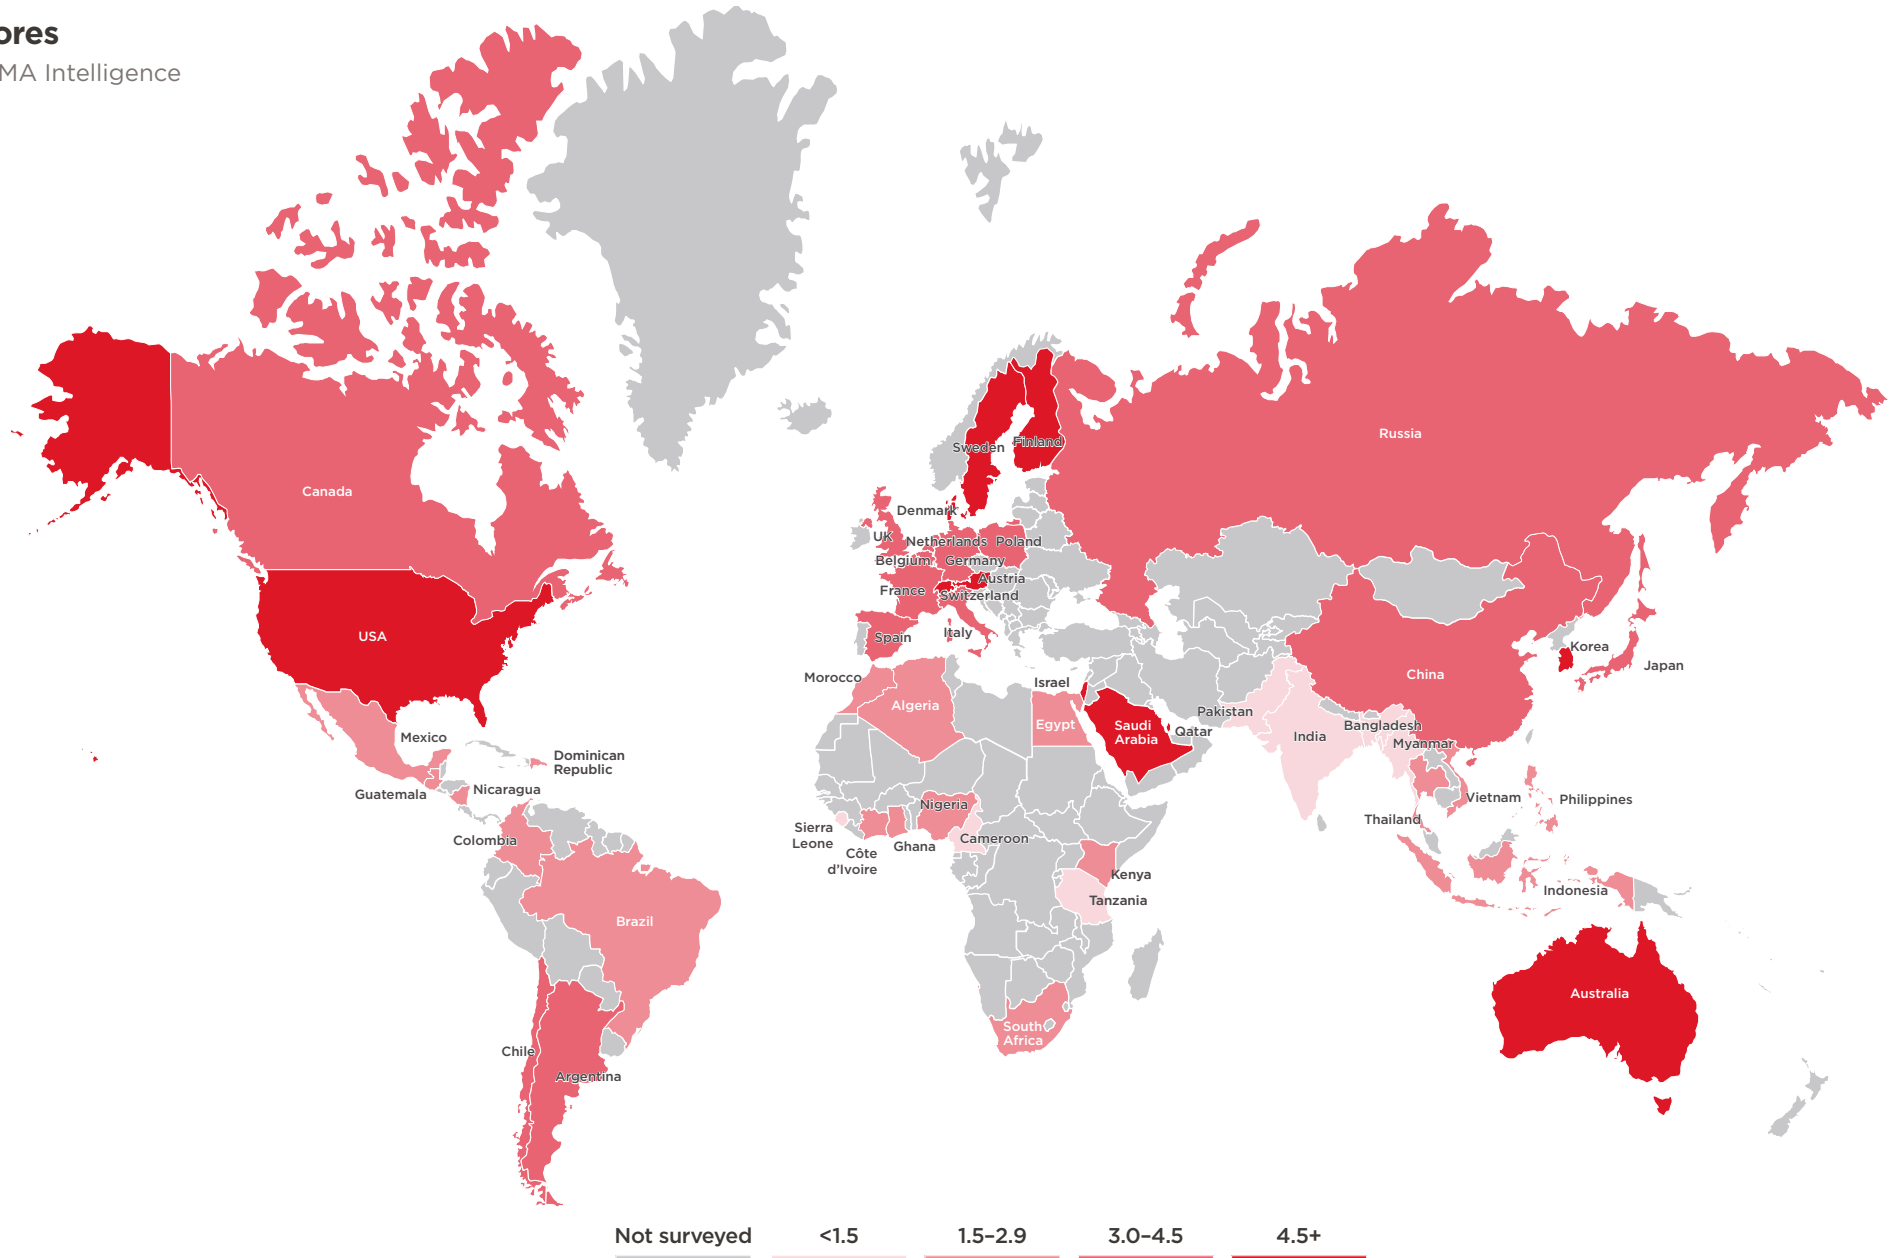 ores
MA Intelligence
Russia
Sweden
Finland
Canada
Denmark
UK
Netherlands
Poland
Belgium
Germany
Austria
France
Switzerland
USA
Spain
Italy
Korea
Japan
Morocco
Israel
China
Algeria
Egypt
Saudi
Arabia
Qatar
Pakistan
India
Bangladesh
Myanmar
Mexico
Dominican
Republic
Guatemala
Nicaragua
Vietnam
Philippines
Thailand
Colombia
Sierra
Leone
Côte
d’Ivoire
Ghana
Nigeria
Cameroon
Kenya
Tanzania
Indonesia
Brazil
Australia
South
Africa
Chile
Argentina
Not surveyed
<1.5
1.5–2.9
3.0–4.5
4.5+